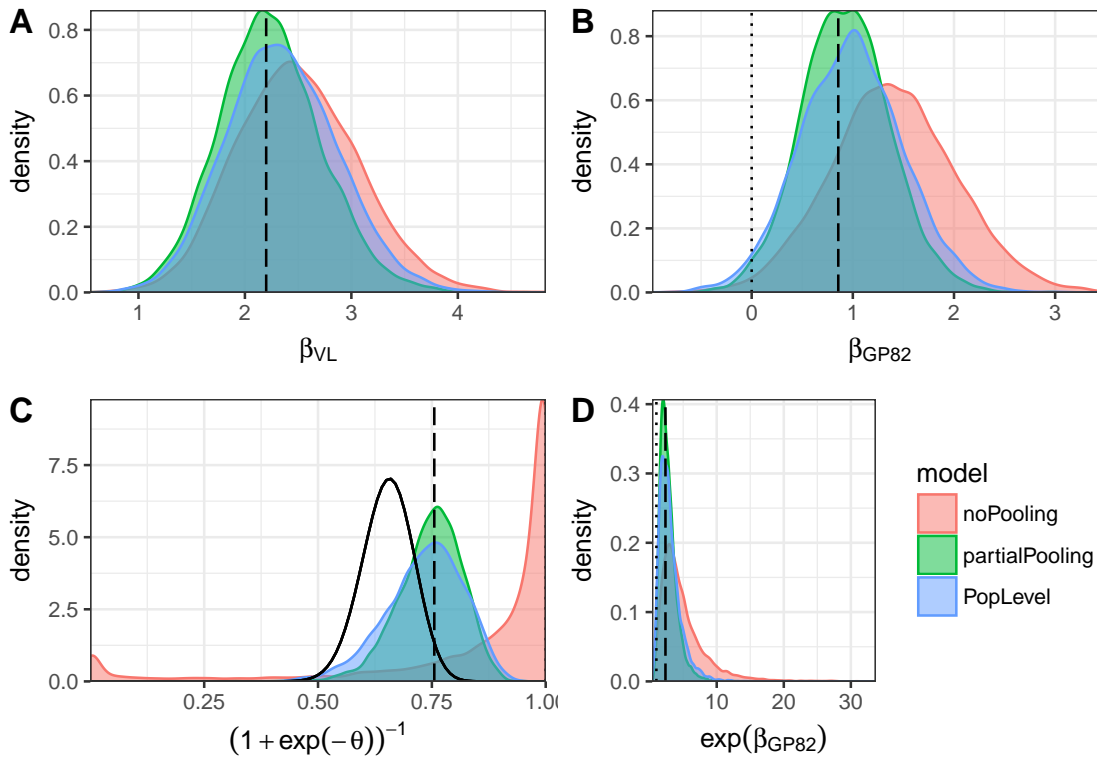 A
density
0.8
0.6
0.4
0.2
0.0
1 2 3 4
β_VL
B
density
0.8
0.6
0.4
0.2
0.0
0 1 2 3
β_GP82
C
density
7.5
5.0
2.5
0.0
0.25 0.50 0.75 1.00
(1 + exp(−θ))⁻¹
D
density
0.4
0.3
0.2
0.1
0.0
10 20 30
exp(β_GP82)
model
noPooling
partialPooling
PopLevel